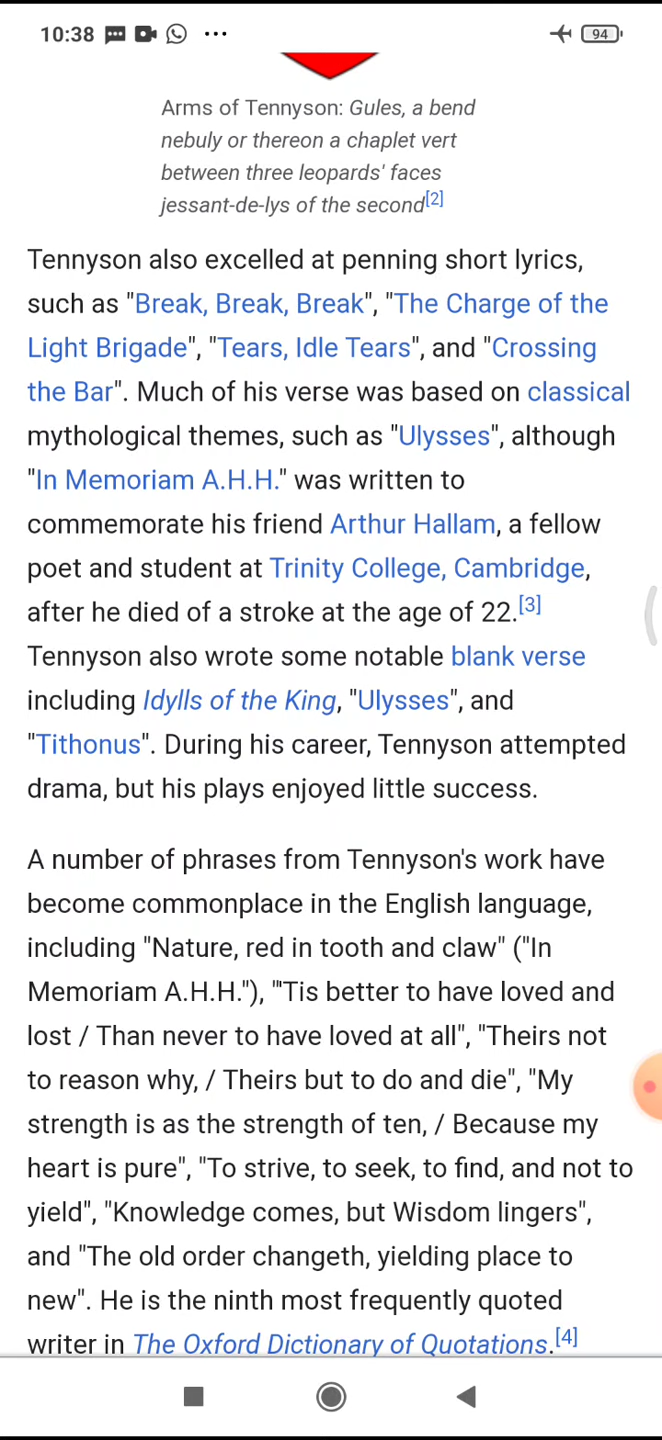 10:38
94
Arms of Tennyson: Gules, a bend
nebuly or thereon a chaplet vert
between three leopards' faces
jessant-de-lys of the second[2]
Tennyson also excelled at penning short lyrics,
such as "Break, Break, Break", "The Charge of the
Light Brigade", "Tears, Idle Tears", and "Crossing
the Bar". Much of his verse was based on classical
mythological themes, such as "Ulysses", although
"In Memoriam A.H.H." was written to
commemorate his friend Arthur Hallam, a fellow
poet and student at Trinity College, Cambridge,
after he died of a stroke at the age of 22.[3]
Tennyson also wrote some notable blank verse
including Idylls of the King, "Ulysses", and
"Tithonus". During his career, Tennyson attempted
drama, but his plays enjoyed little success.
A number of phrases from Tennyson's work have
become commonplace in the English language,
including "Nature, red in tooth and claw" ("In
Memoriam A.H.H."), "'Tis better to have loved and
lost / Than never to have loved at all", "Theirs not
to reason why, / Theirs but to do and die", "My
strength is as the strength of ten, / Because my
heart is pure", "To strive, to seek, to find, and not to
yield", "Knowledge comes, but Wisdom lingers",
and "The old order changeth, yielding place to
new". He is the ninth most frequently quoted
writer in The Oxford Dictionary of Quotations.[4]